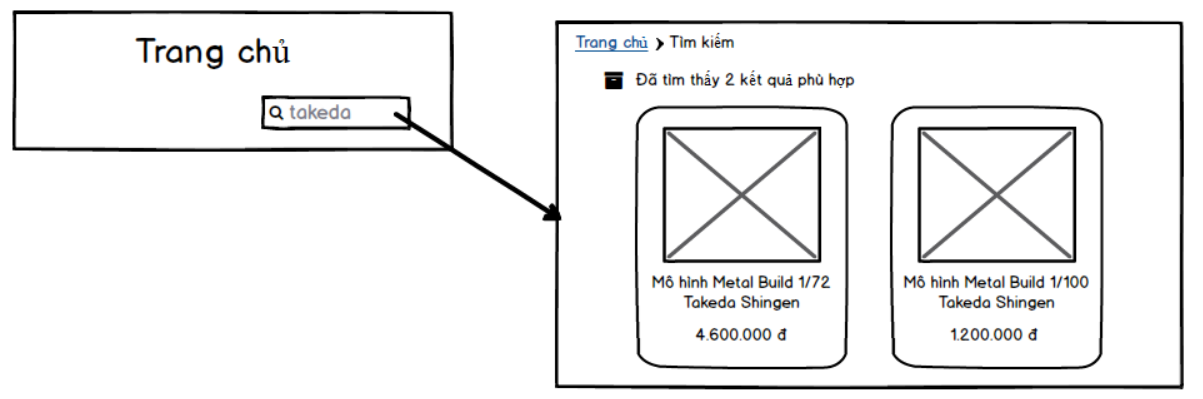 Trang chủ
takeda
Trang chủ ❯ Tìm kiếm
Đã tìm thấy 2 kết quả phù hợp
Mô hình Metal Build 1/72
Takeda Shingen
4.600.000 đ
Mô hình Metal Build 1/100
Takeda Shingen
1.200.000 đ